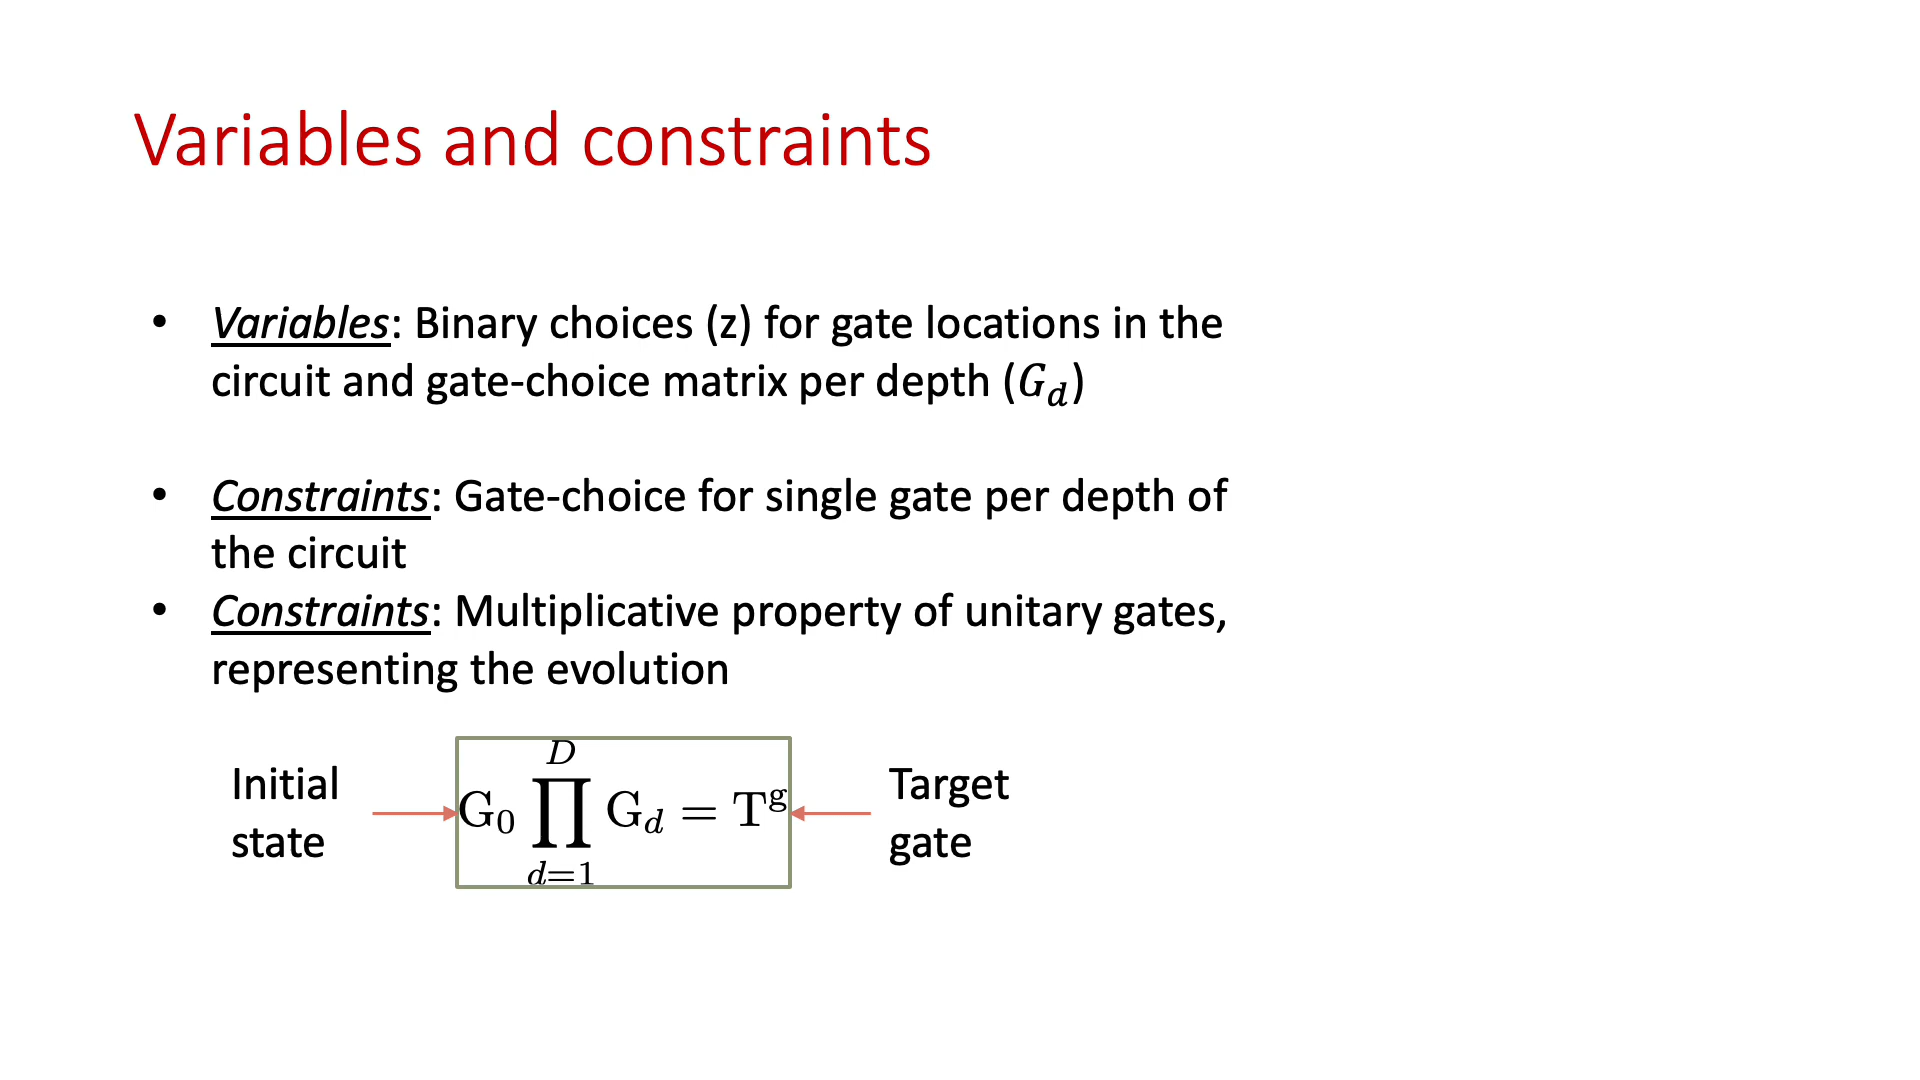 Variables and constraints
• Variables: Binary choices (z) for gate locations in the
circuit and gate-choice matrix per depth (G_d)
• Constraints: Gate-choice for single gate per depth of
the circuit
• Constraints: Multiplicative property of unitary gates,
representing the evolution
Initial
state
G_0 ∏_{d=1}^{D} G_d = T^g
Target
gate